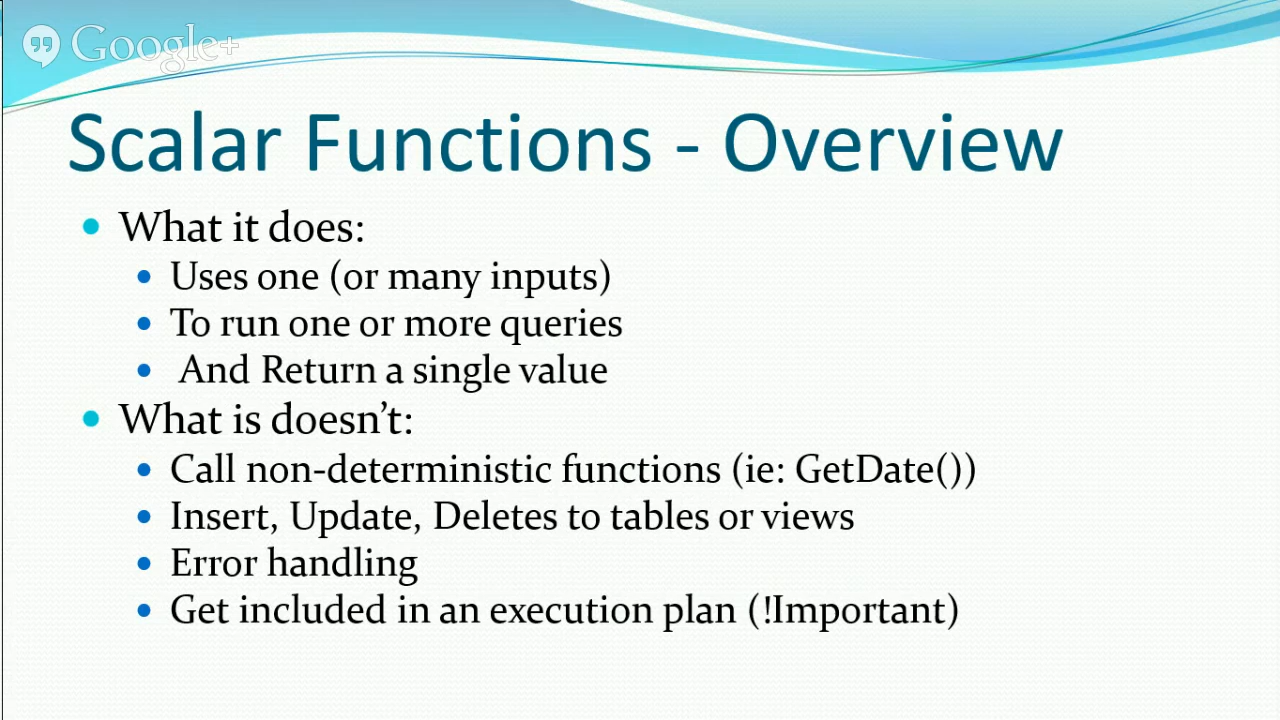 Google+
Scalar Functions - Overview
What it does:
Uses one (or many inputs)
To run one or more queries
And Return a single value
What is doesn't:
Call non-deterministic functions (ie: GetDate())
Insert, Update, Deletes to tables or views
Error handling
Get included in an execution plan (!Important)